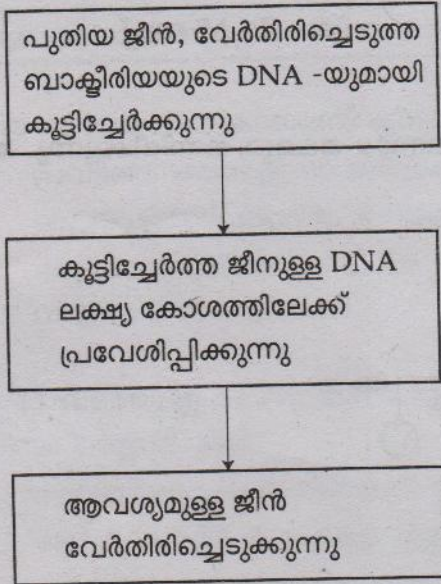 പുതിയ ജീൻ, വേർതിരിച്ചെടുത്ത
ബാക്ടീരിയയുടെ DNA -യുമായി
കൂട്ടിച്ചേർക്കുന്നു
കൂട്ടിച്ചേർത്ത ജീനുള്ള DNA
ലക്ഷ്യ കോശത്തിലേക്ക്
പ്രവേശിപ്പിക്കുന്നു
ആവശ്യമുള്ള ജീൻ
വേർതിരിച്ചെടുക്കുന്നു